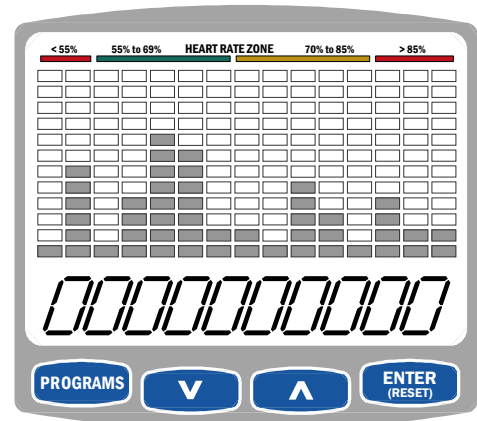 < 55% 55% to 69% HEART RATE ZONE 70% to 85% > 85%
0000000000
PROGRAMS V Λ ENTER
(RESET)